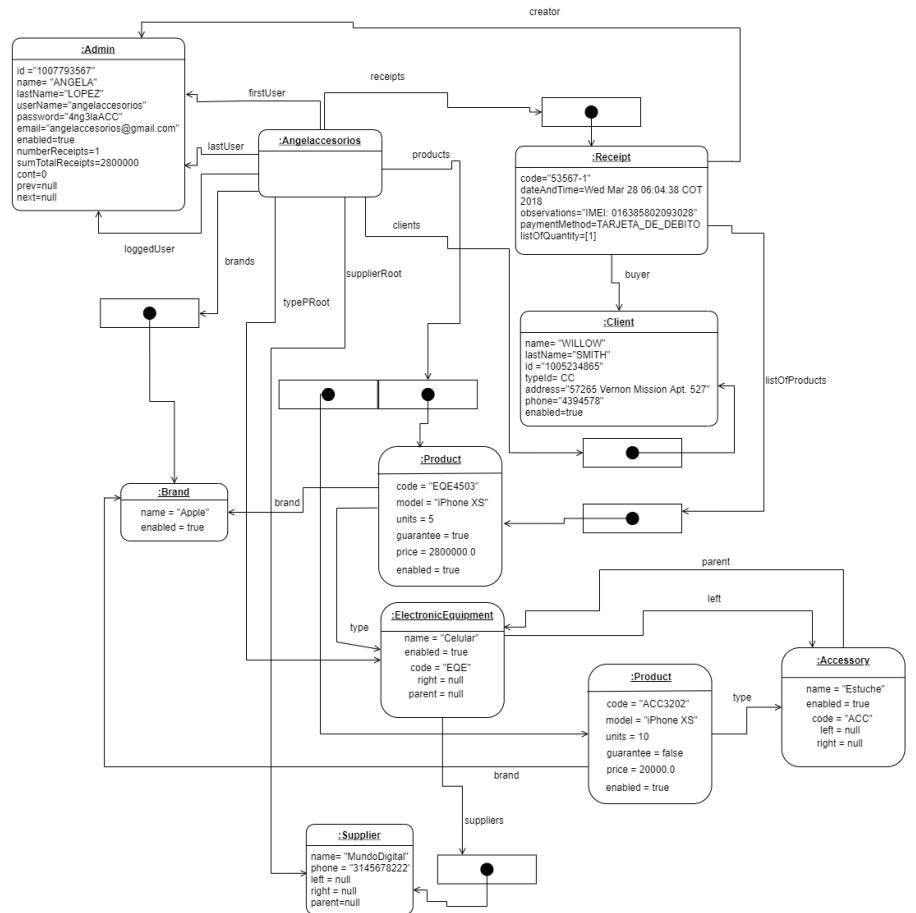 creator
:Admin
id ="1007793567"
name= "ANGELA"
lastName="LOPEZ"
userName="angelaccesorios"
password="4ng3laACC"
email="angelaccesorios@gmail.com"
enabled=true
numberReceipts=1
sumTotalReceipts=2800000
cont=0
prev=null
next=null
firstUser
lastUser
loggedUser
receipts
:Angelaccesorios
products
brands
typePRoot
supplierRoot
clients
:Receipt
code="53567-1"
dateAndTime=Wed Mar 28 06:04:38 COT
2018
observations="IMEI: 016385802093028"
paymentMethod=TARJETA_DE_DEBITO
listOfQuantity=[1]
buyer
:Client
name= "WILLOW"
lastName="SMITH"
id ="1005234865"
typeId= CC
address="57265 Vernon Mission Apt. 527"
phone="4394578"
enabled=true
listOfProducts
:Product
code = "EQE4503"
model = "iPhone XS"
units = 5
guarantee = true
price = 2800000.0
enabled = true
brand
:Brand
name = "Apple"
enabled = true
type
:ElectronicEquipment
name = "Celular"
enabled = true
code = "EQE"
right = null
parent = null
parent
left
:Accessory
name = "Estuche"
enabled = true
code = "ACC"
left = null
right = null
type
:Product
code = "ACC3202"
model = "iPhone XS"
units = 10
guarantee = false
price = 20000.0
enabled = true
brand
suppliers
:Supplier
name= "MundoDigital"
phone = "3145678222"
left = null
right = null
parent=null